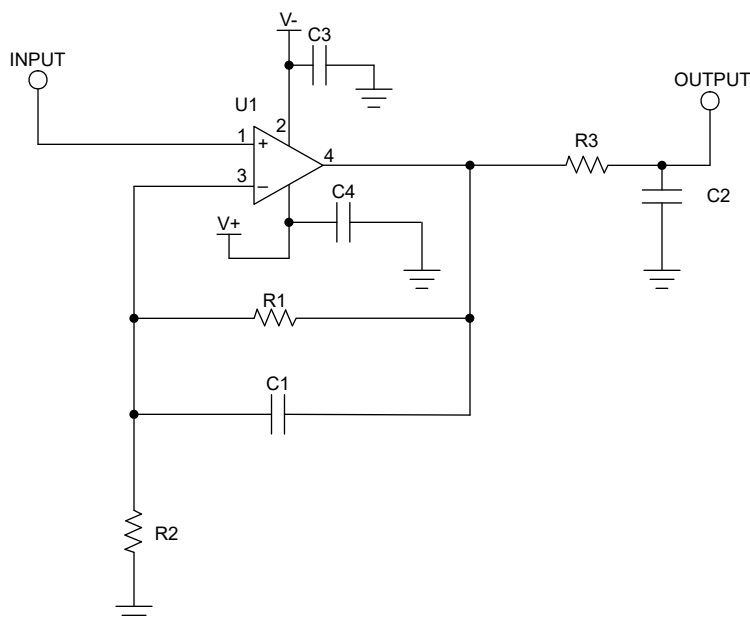 V-
C3
INPUT
OUTPUT
U1
2
R3
1
+
4
3
–
C4
C2
V+
R1
C1
R2